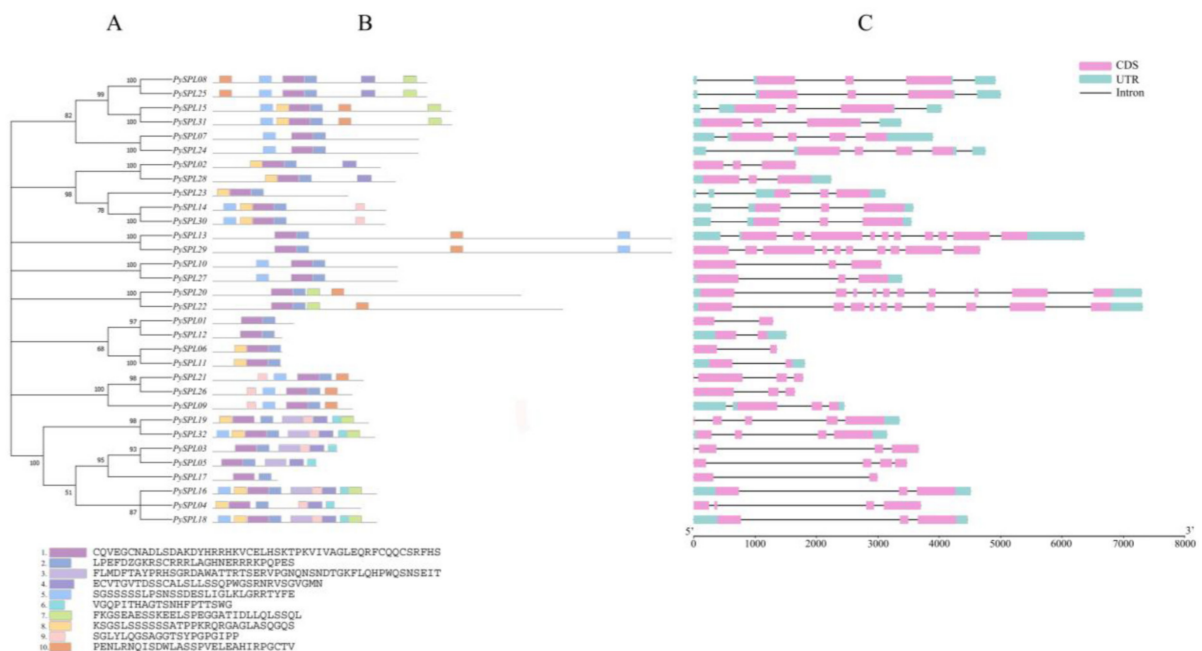 A B C
CDS
UTR
Intron
100 PySPL08
99 PySPL25
PySPL15
82 100 PySPL31
PySPL07
100 PySPL24
100 PySPL02
PySPL28
98 PySPL23
70 PySPL14
100 PySPL30
100 PySPL13
PySPL29
100 PySPL10
PySPL27
100 PySPL20
PySPL22
97 PySPL01
PySPL12
68 PySPL06
100 PySPL11
98 PySPL21
100 PySPL26
PySPL09
98 PySPL19
PySPL32
100 93 PySPL03
95 PySPL05
PySPL17
51 PySPL16
PySPL04
87 PySPL18
5' 3'
0 1000 2000 3000 4000 5000 6000 7000 8000
1. CQVEGCNADLSDAKDYHRRHKVCELHSKTPKVIVAGLEQRFCQQCSRFHS
2. LPEFDZGKRSCRRRLAGHNERRRKPQPES
3. FLMDFTAYPRHSGRDAWATTRTSERVPGNQNSNDTGKFLQHPWQSNSEIT
4. ECVTGVTDSSCALSLLSSQPWGSRNRVSGVGMN
5. SGSSSSSLPSNSSDESLIGLKLGRRTYFE
6. VGQPITHAGTSNHFPTTSWG
7. FKGSEAESSKEELSPEGGATIDLLQLSSQL
8. KSGSLSSSSSSATPPKRQRGAGLASQGQS
9. SGLYLQGSAGGTSYPGPGIPP
10. PENLRNQISDWLASSPVELEAHIRPGCTV